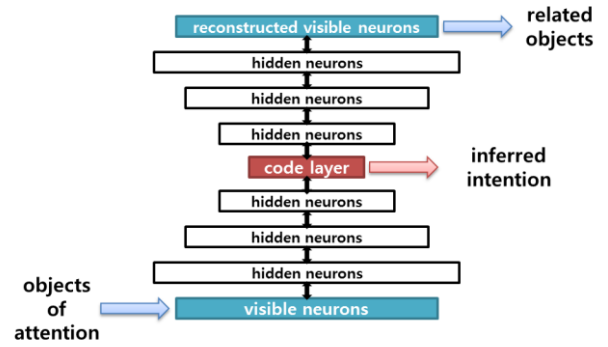 reconstructed visible neurons
related
objects
hidden neurons
hidden neurons
hidden neurons
code layer
inferred
intention
hidden neurons
hidden neurons
hidden neurons
objects
of
attention
visible neurons